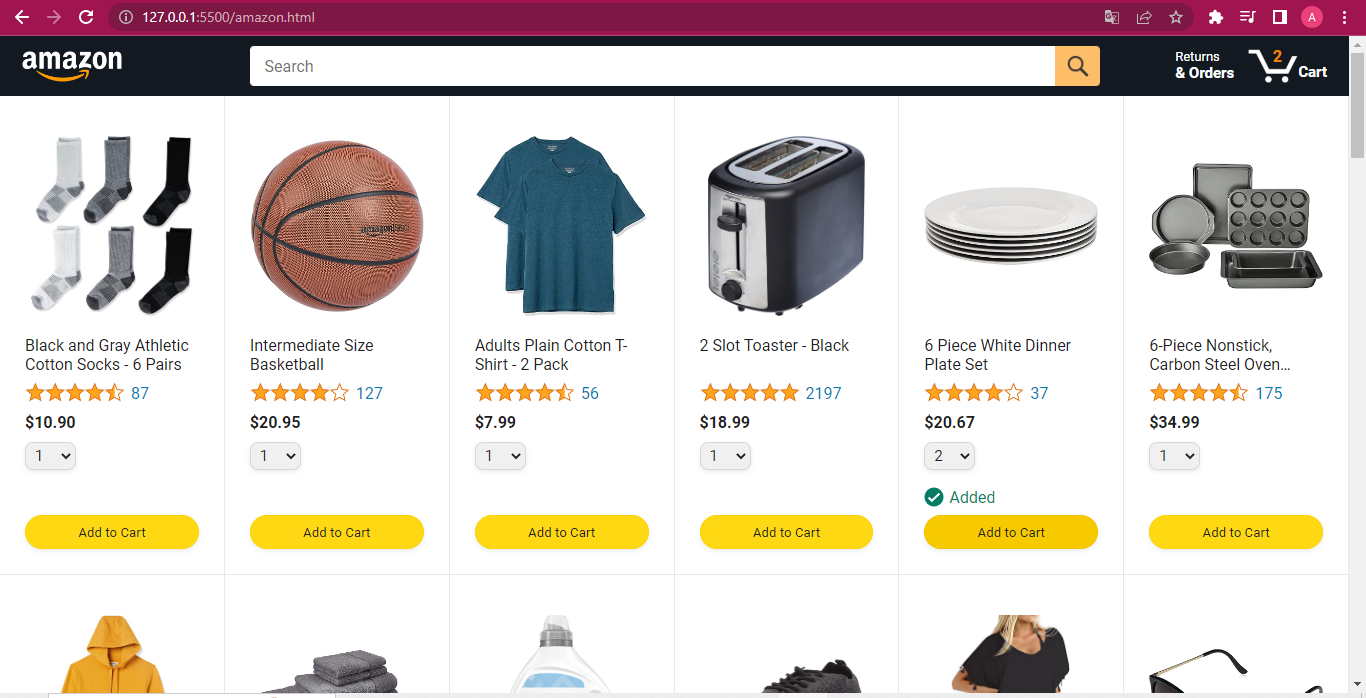 127.0.0.1:5500/amazon.html
A
amazon
Search
Returns
& Orders
2
Cart
Black and Gray Athletic
Cotton Socks - 6 Pairs
87
$10.90
1
Add to Cart
Intermediate Size
Basketball
127
$20.95
1
Add to Cart
Adults Plain Cotton T-
Shirt - 2 Pack
56
$7.99
1
Add to Cart
2 Slot Toaster - Black
2197
$18.99
1
Add to Cart
6 Piece White Dinner
Plate Set
37
$20.67
2
Added
Add to Cart
6-Piece Nonstick,
Carbon Steel Oven...
175
$34.99
1
Add to Cart